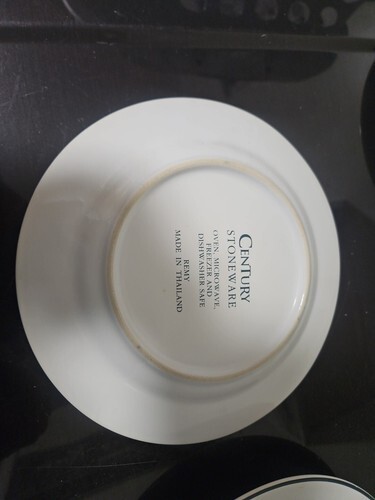 CENTURY
STONEWARE
OVEN, MICROWAVE,
FREEZER AND
DISHWASHER SAFE
REMY
MADE IN THAILAND